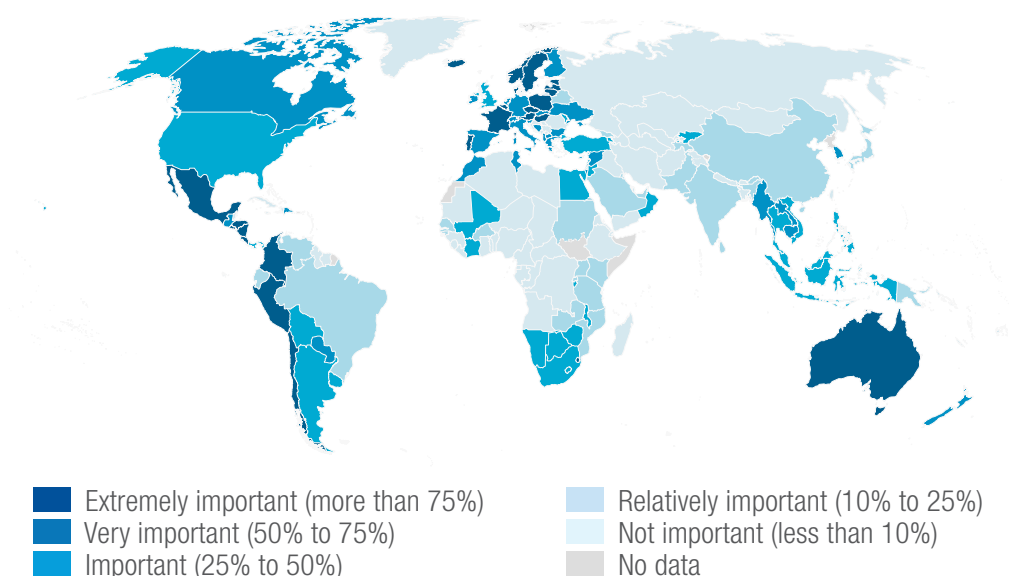 Extremely important (more than 75%)
Very important (50% to 75%)
Important (25% to 50%)
Relatively important (10% to 25%)
Not important (less than 10%)
No data